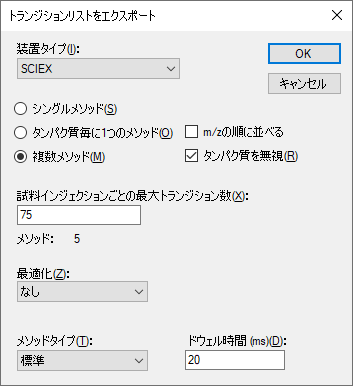 トランジションリストをエクスポート
装置タイプ(I):
SCIEX
OK
キャンセル
シングルメソッド(S)
タンパク質毎に1つのメソッド(O)
m/zの順に並べる
複数メソッド(M)
タンパク質を無視(R)
試料インジェクションごとの最大トランジション数(X):
75
メソッド: 5
最適化(Z):
なし
メソッドタイプ(T):
ドウェル時間 (ms)(D):
標準
20